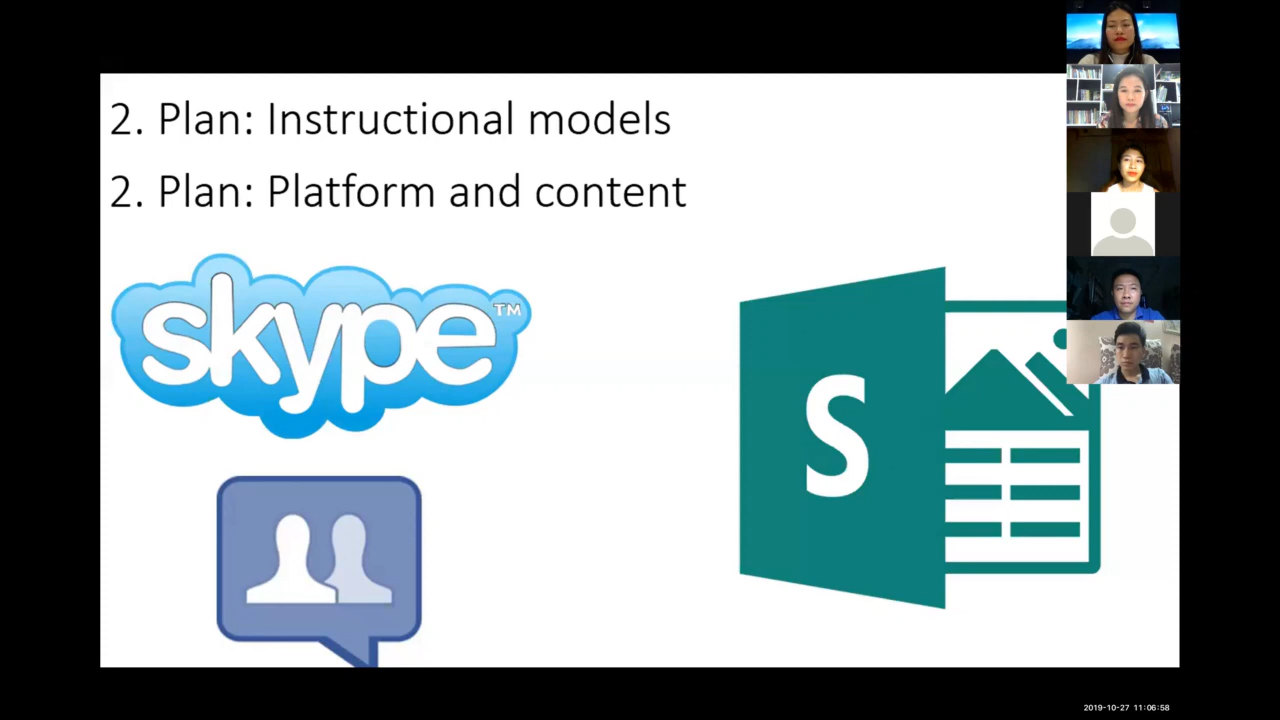 2. Plan: Instructional models
2. Plan: Platform and content
skype™
S
2019-10-27 11:06:58